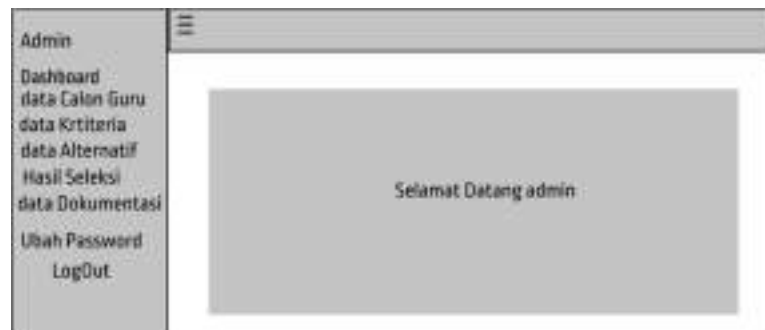 Admin
Dashboard
data Calon Guru
data Krtiteria
data Alternatif
Hasil Seleksi
data Dokumentasi
Ubah Password
LogOut
Selamat Datang admin